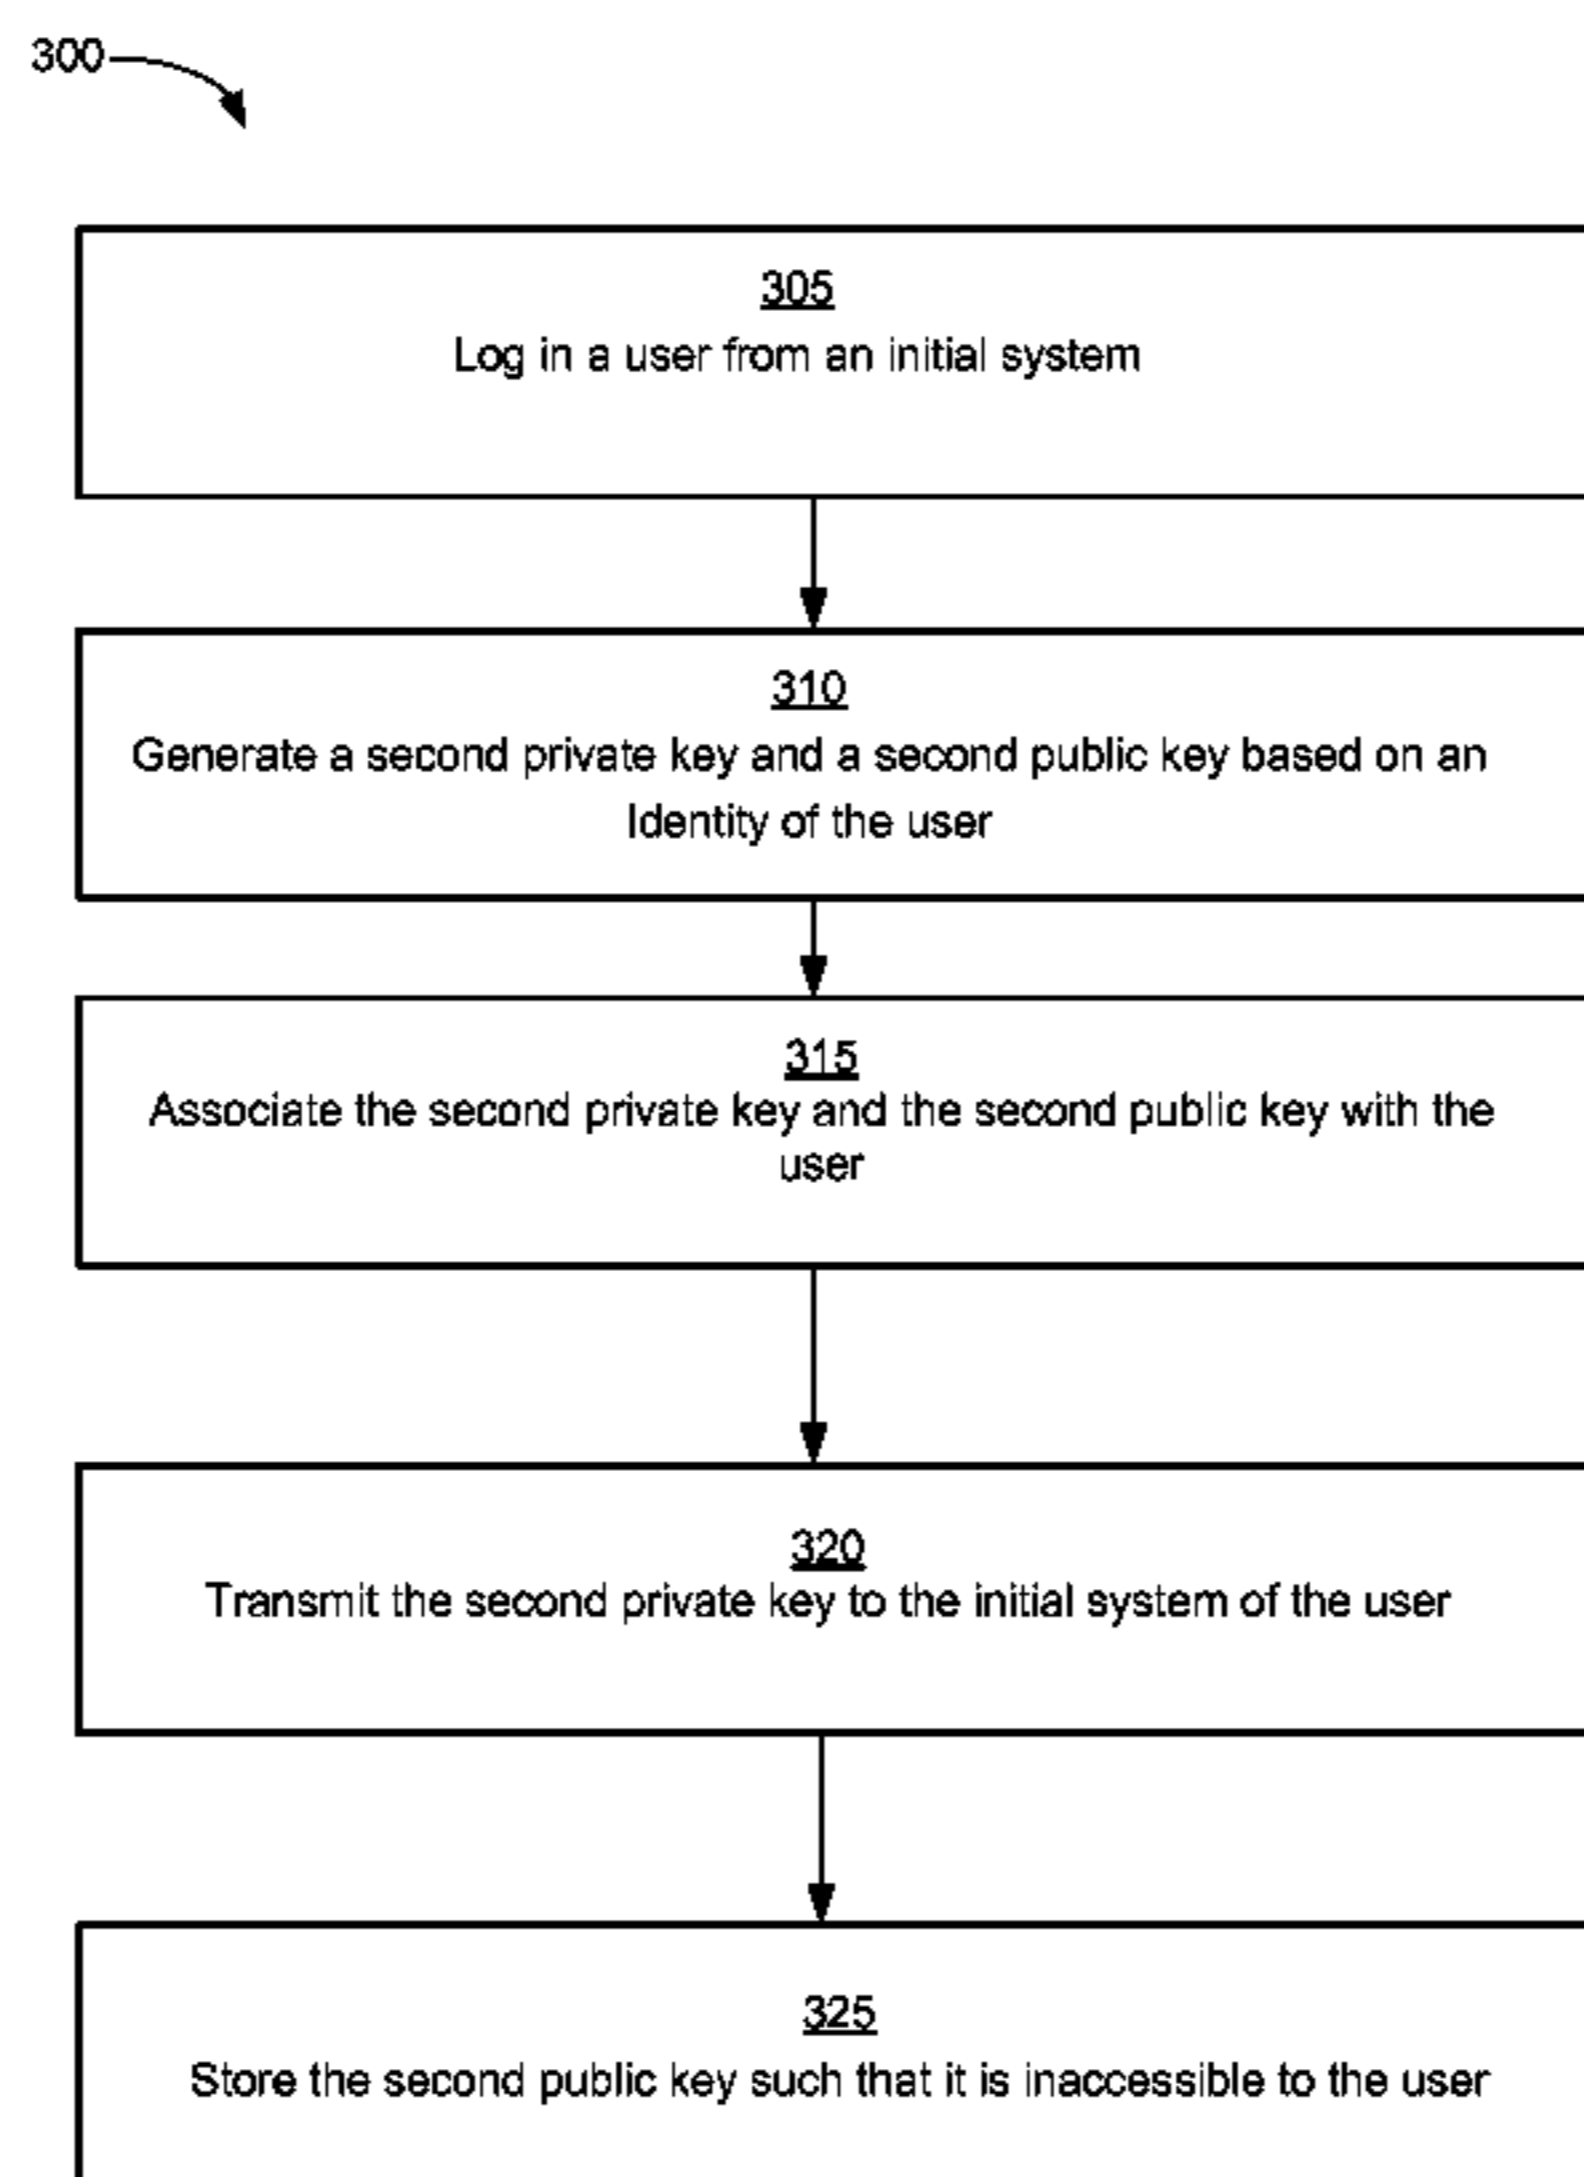 300
305
Log in a user from an initial system
310
Generate a second private key and a second public key based on an
Identity of the user
315
Associate the second private key and the second public key with the
user
320
Transmit the second private key to the initial system of the user
325
Store the second public key such that it is inaccessible to the user